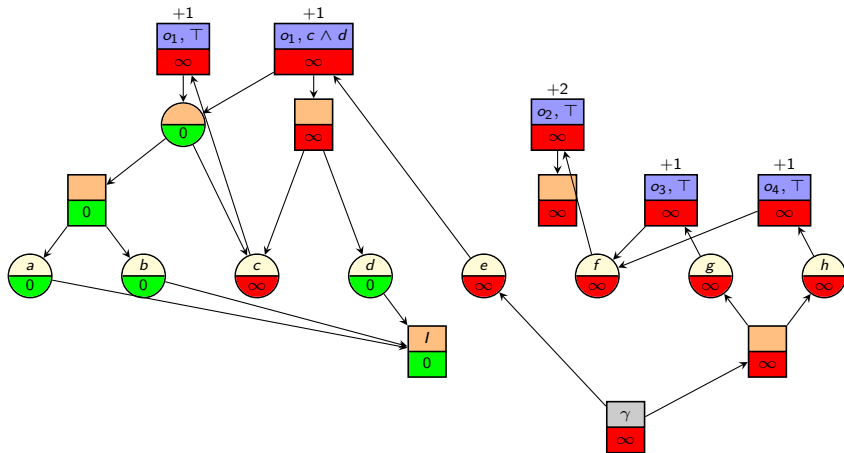 +1 +1
o₁, ⊤ o₁, c ∧ d
∞ ∞
+2
o₂, ⊤
0 ∞ ∞
+1 +1
o₃, ⊤ o₄, ⊤
0 ∞ ∞ ∞
a b c d e f g h
0 0 ∞ 0 ∞ ∞ ∞ ∞
I
0 ∞
γ
∞